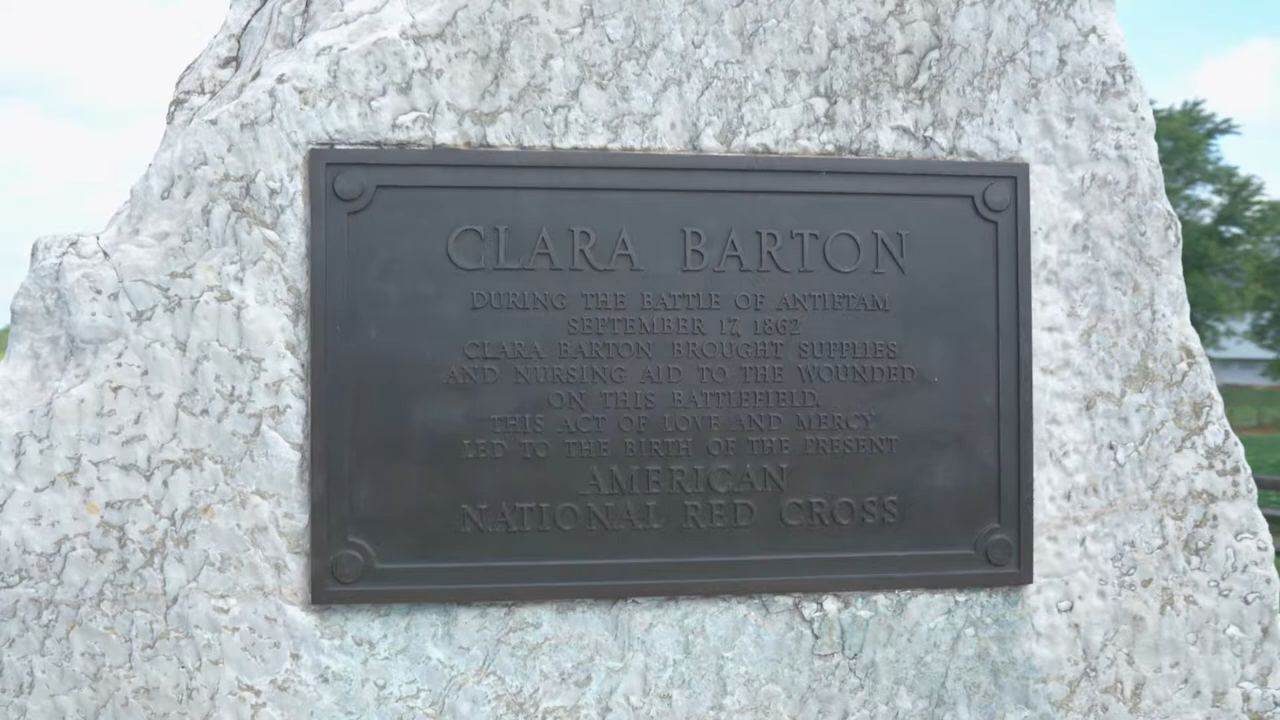 CLARA BARTON
DURING THE BATTLE OF ANTIETAM
SEPTEMBER 17, 1862
CLARA BARTON BROUGHT SUPPLIES
AND NURSING AID TO THE WOUNDED
ON THIS BATTLEFIELD.
THIS ACT OF LOVE AND MERCY
LED TO THE BIRTH OF THE PRESENT
AMERICAN
NATIONAL RED CROSS